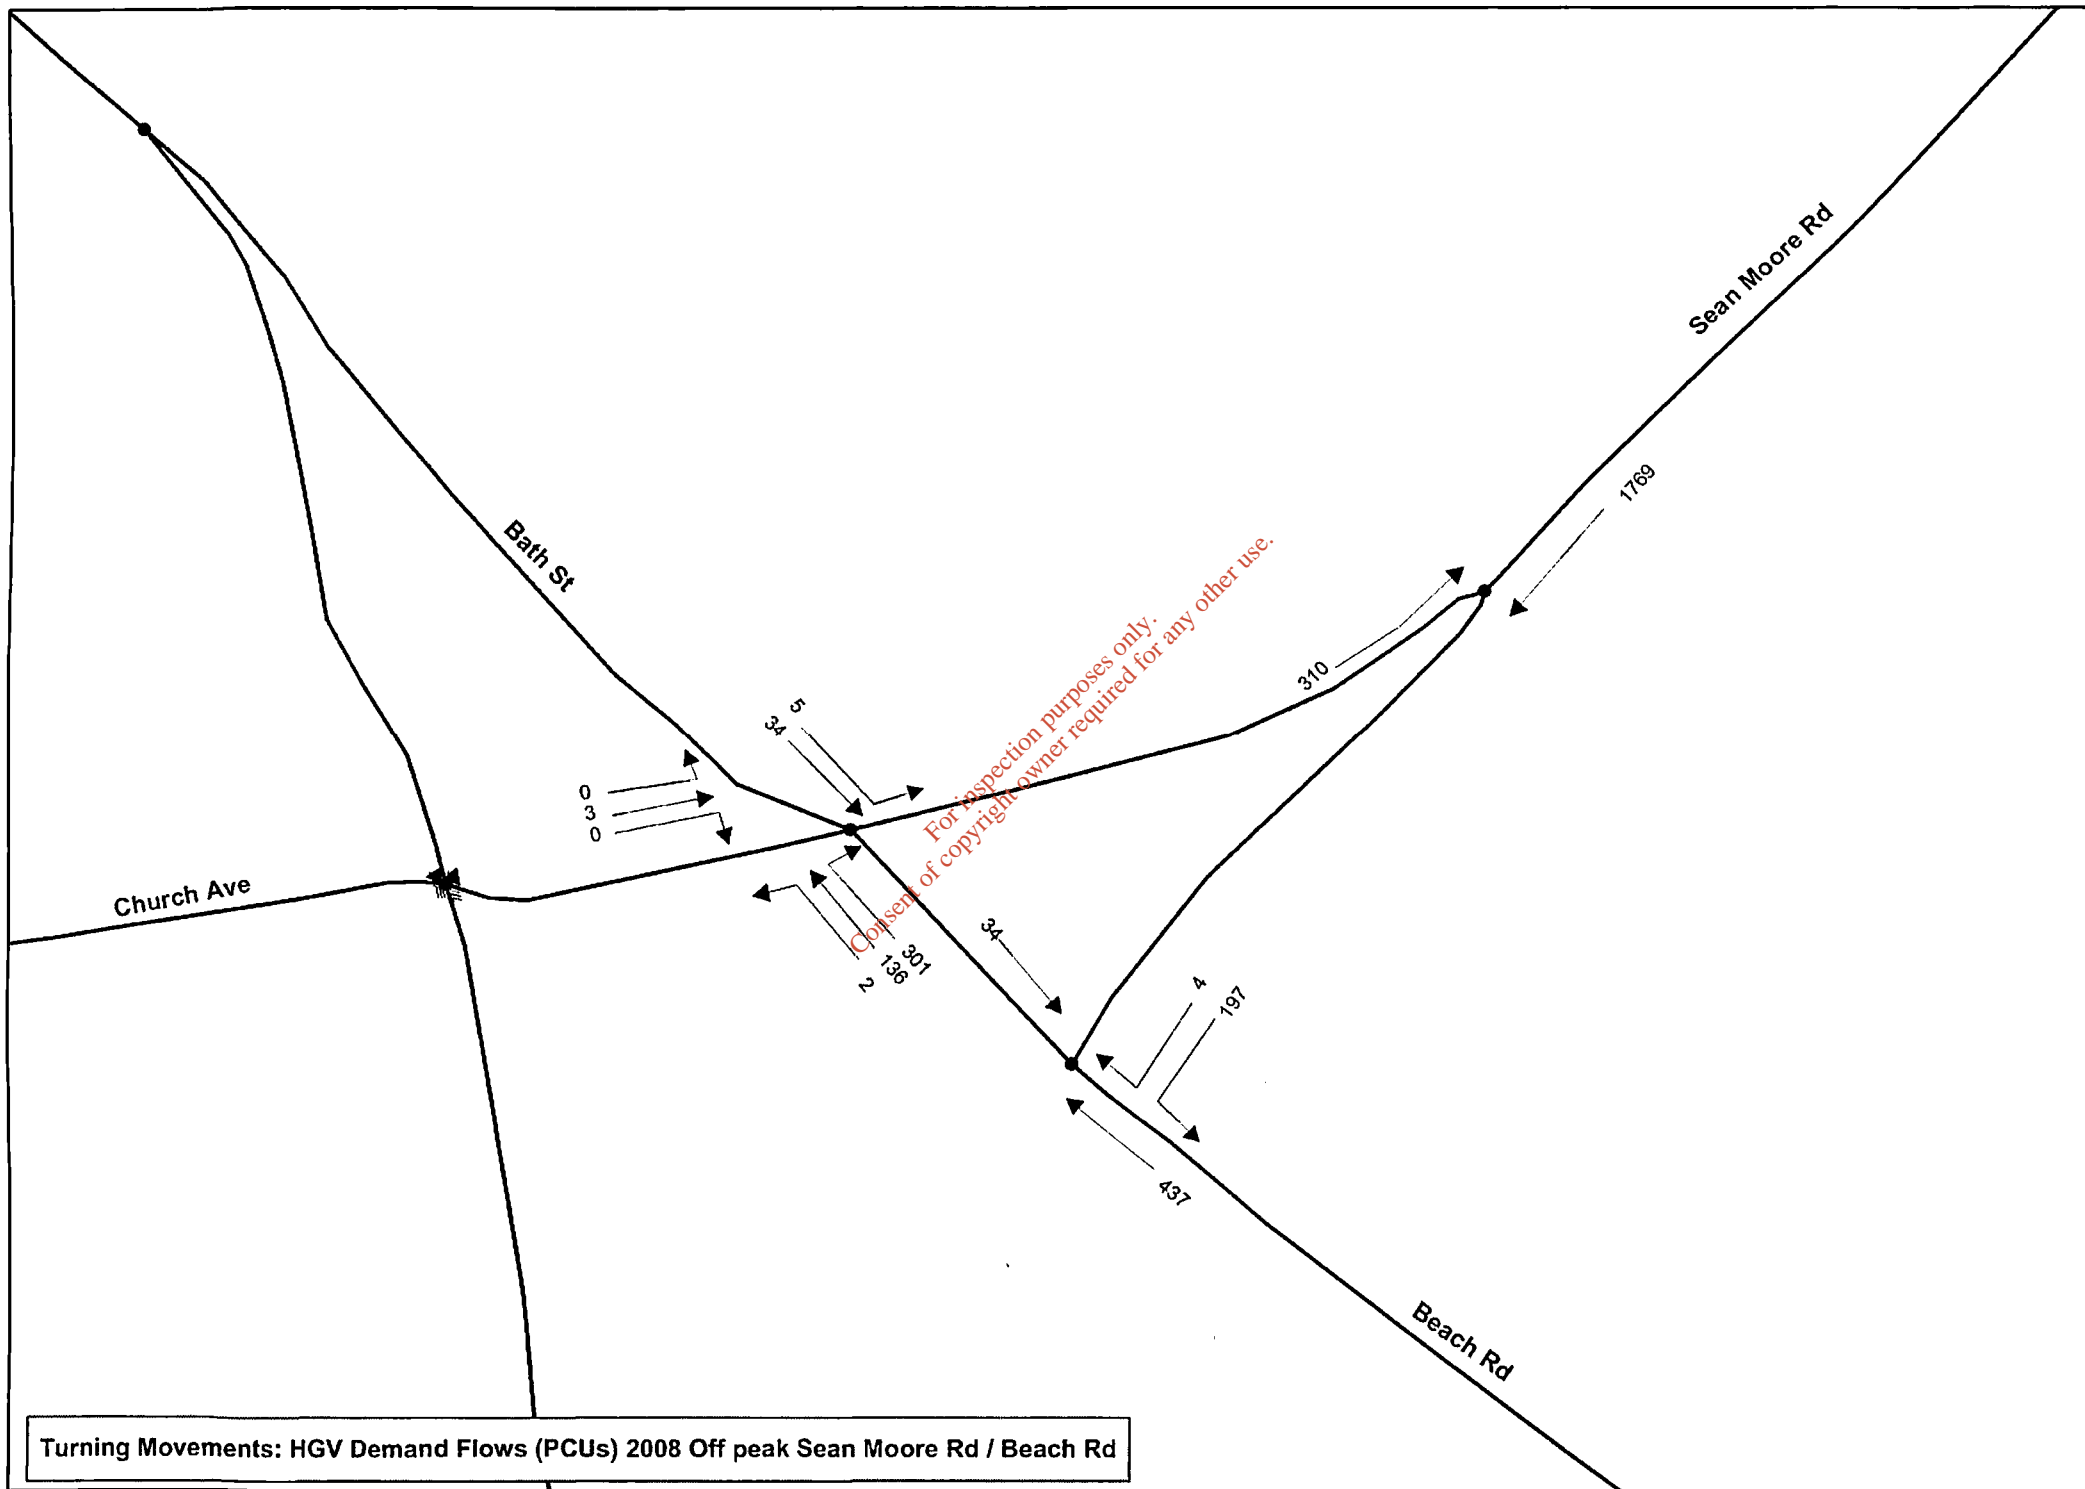 Sean Moore Rd
1769
Bath St
310
5
34
0
3
0
Church Ave
301
136
2
34
4
197
437
Beach Rd
For inspection purposes only.
Consent of copyright owner required for any other use.
Turning Movements: HGV Demand Flows (PCUs) 2008 Off peak Sean Moore Rd / Beach Rd